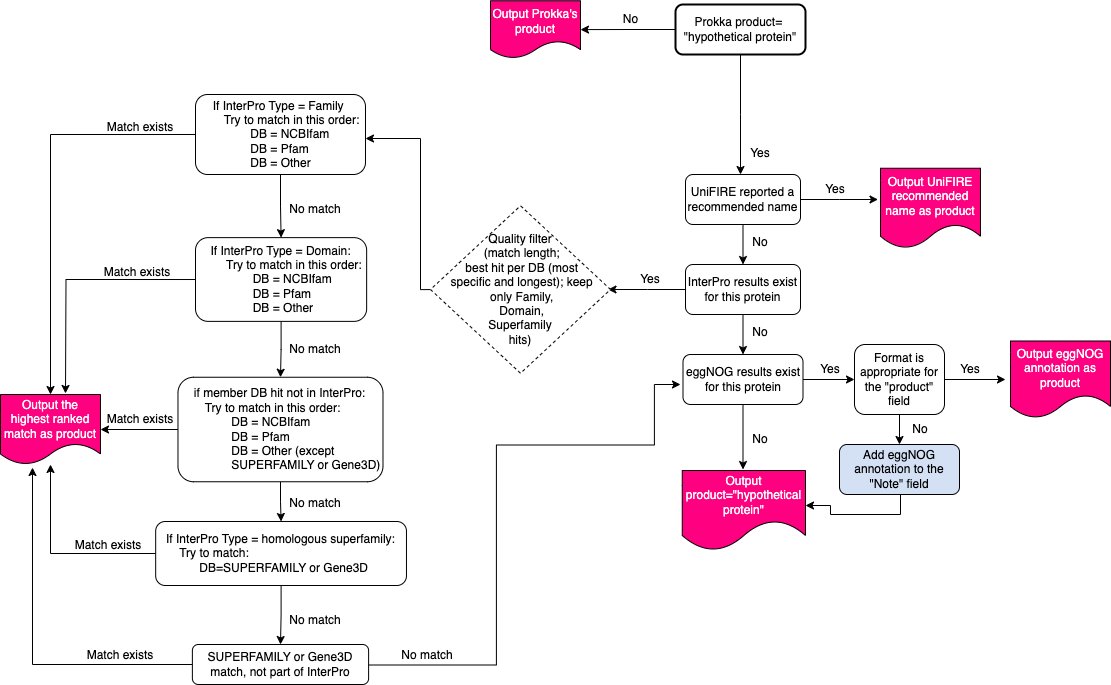 Output Prokka's
product
No
Prokka product=
"hypothetical protein"
Yes
UniFIRE reported a
recommended name
Yes
Output UniFIRE
recommended
name as product
No
InterPro results exist
for this protein
Yes
Quality filter
(match length;
best hit per DB (most
specific and longest); keep
only Family,
Domain,
Superfamily
hits)
No
eggNOG results exist
for this protein
Yes
Format is
appropriate for
the "product"
field
Yes
Output eggNOG
annotation as
product
No
Add eggNOG
annotation to the
"Note" field
No
Output
product="hypothetical
protein"
If InterPro Type = Family
Try to match in this order:
DB = NCBIfam
DB = Pfam
DB = Other
Match exists
No match
If InterPro Type = Domain:
Try to match in this order:
DB = NCBIfam
DB = Pfam
DB = Other
Match exists
No match
if member DB hit not in InterPro:
Try to match in this order:
DB = NCBIfam
DB = Pfam
DB = Other (except
SUPERFAMILY or Gene3D)
Match exists
Output the
highest ranked
match as product
No match
If InterPro Type = homologous superfamily:
Try to match:
DB=SUPERFAMILY or Gene3D
Match exists
No match
SUPERFAMILY or Gene3D
match, not part of InterPro
Match exists
No match